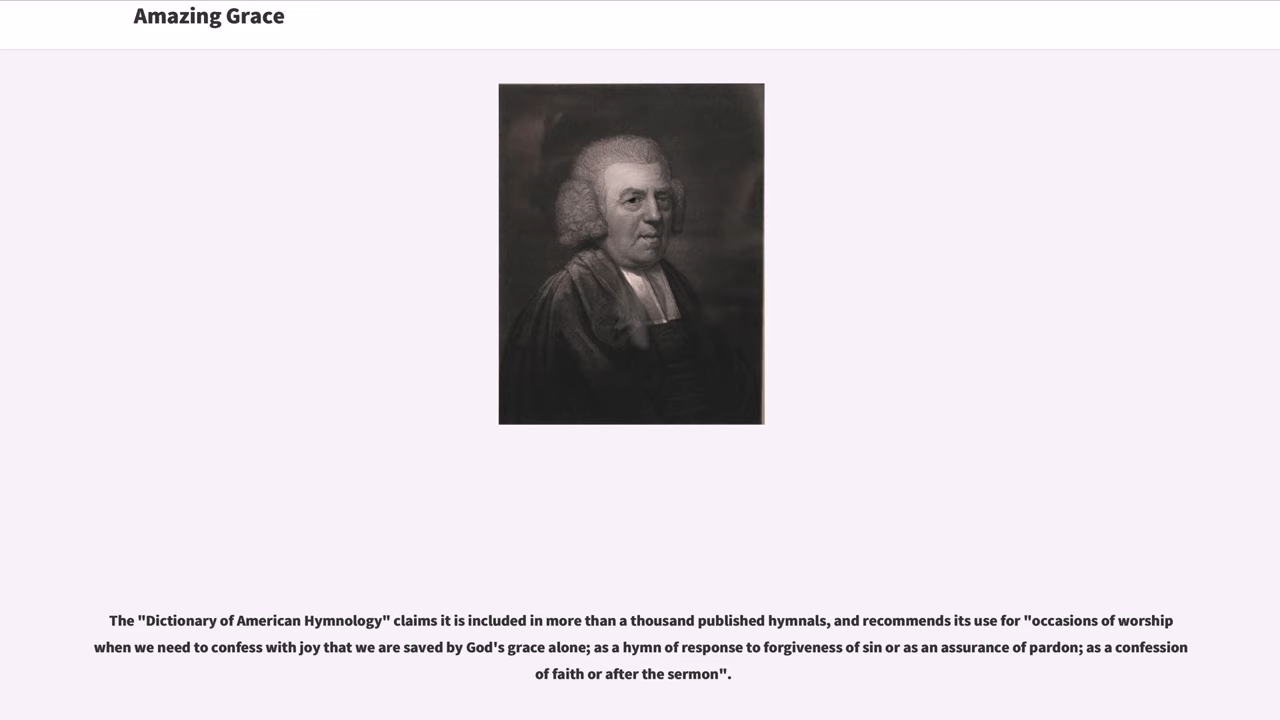 Amazing Grace
The "Dictionary of American Hymnology" claims it is included in more than a thousand published hymnals, and recommends its use for "occasions of worship
when we need to confess with joy that we are saved by God's grace alone; as a hymn of response to forgiveness of sin or as an assurance of pardon; as a confession
of faith or after the sermon".